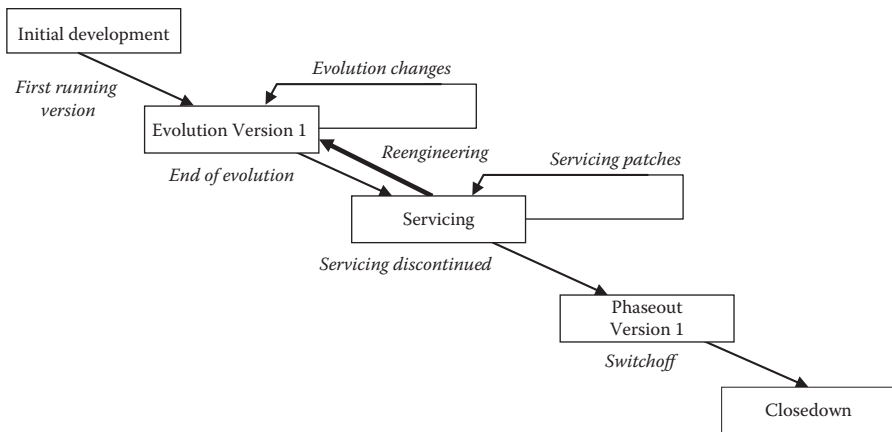 Initial development
Evolution changes
First running
version
Evolution Version 1
Reengineering
Servicing patches
End of evolution
Servicing
Servicing discontinued
Phaseout
Version 1
Switchoff
Closedown